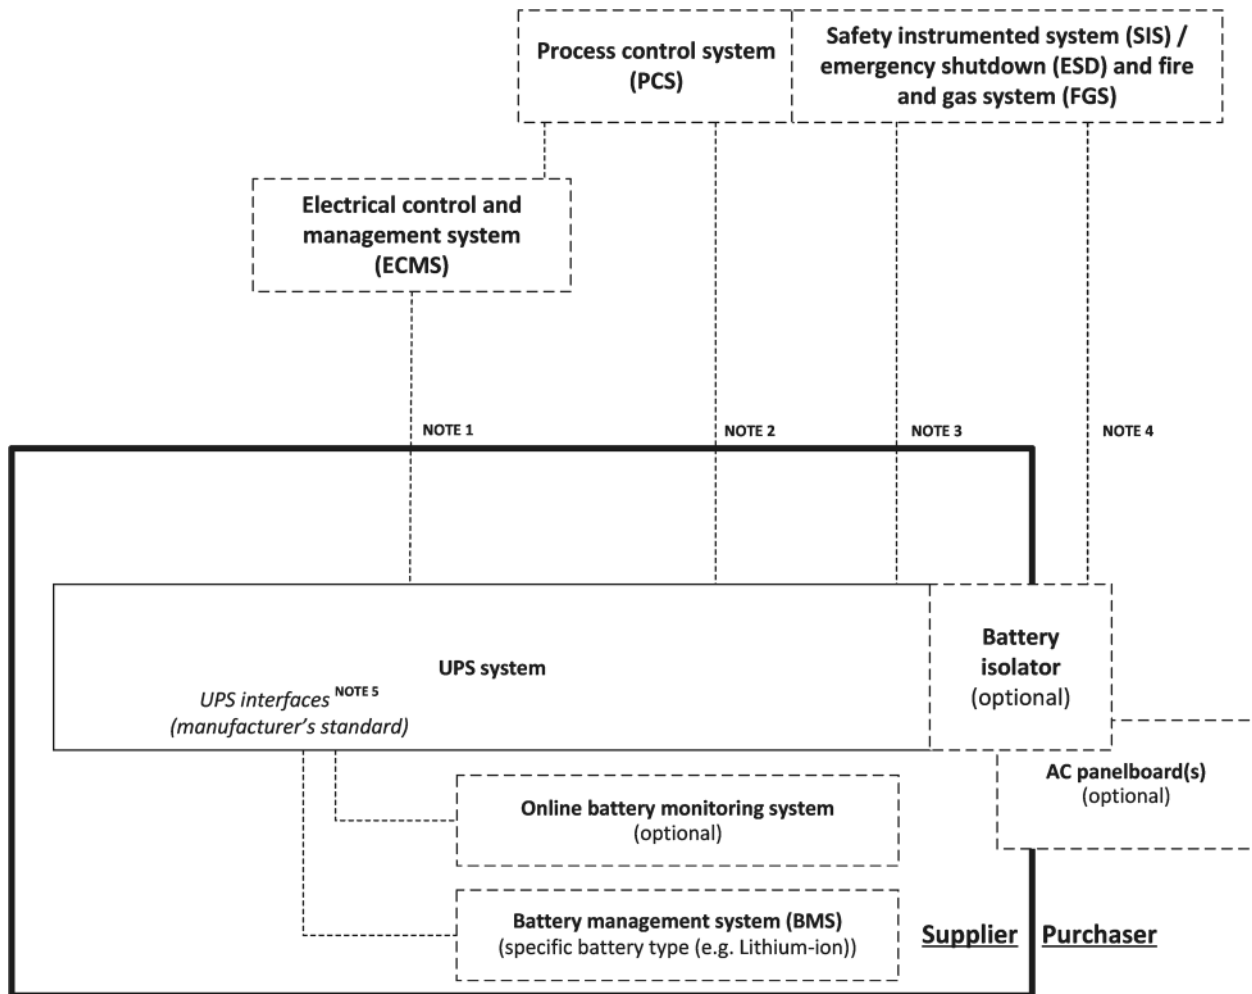 Process control system
(PCS)
Safety instrumented system (SIS) /
emergency shutdown (ESD) and fire
and gas system (FGS)
Electrical control and
management system
(ECMS)
NOTE 1
NOTE 2
NOTE 3
NOTE 4
UPS system
UPS interfaces NOTE 5
(manufacturer’s standard)
Battery
isolator
(optional)
AC panelboard(s)
(optional)
Online battery monitoring system
(optional)
Battery management system (BMS)
(specific battery type (e.g. Lithium-ion))
Supplier
Purchaser